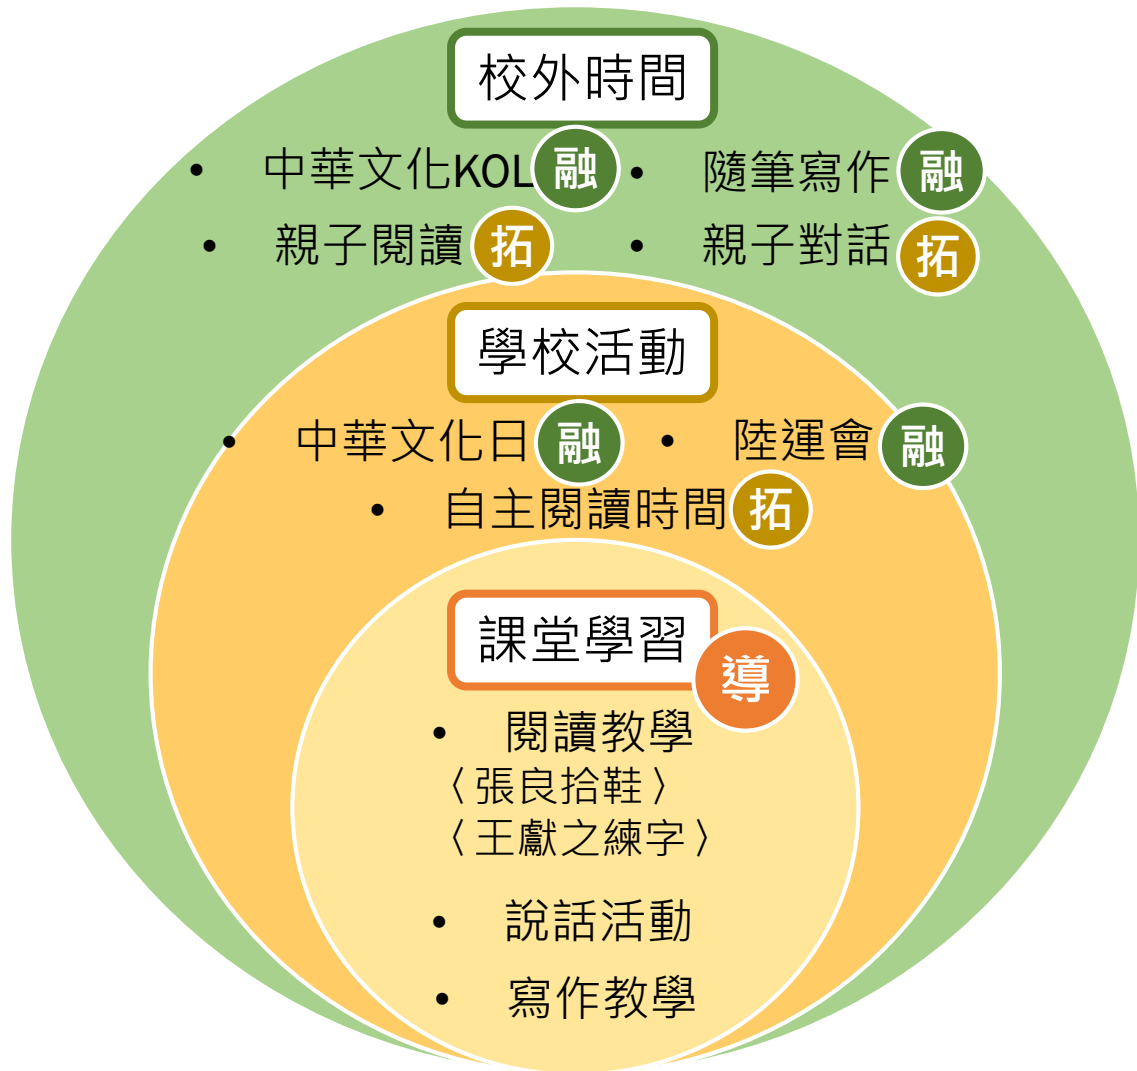 校外時間
• 中華文化KOL 融 • 隨筆寫作 融
• 親子閱讀 拓 • 親子對話 拓
學校活動
• 中華文化日 融 • 陸運會 融
• 自主閱讀時間 拓
課堂學習 導
• 閱讀教學
〈張良拾鞋〉
〈王獻之練字〉
• 說話活動
• 寫作教學